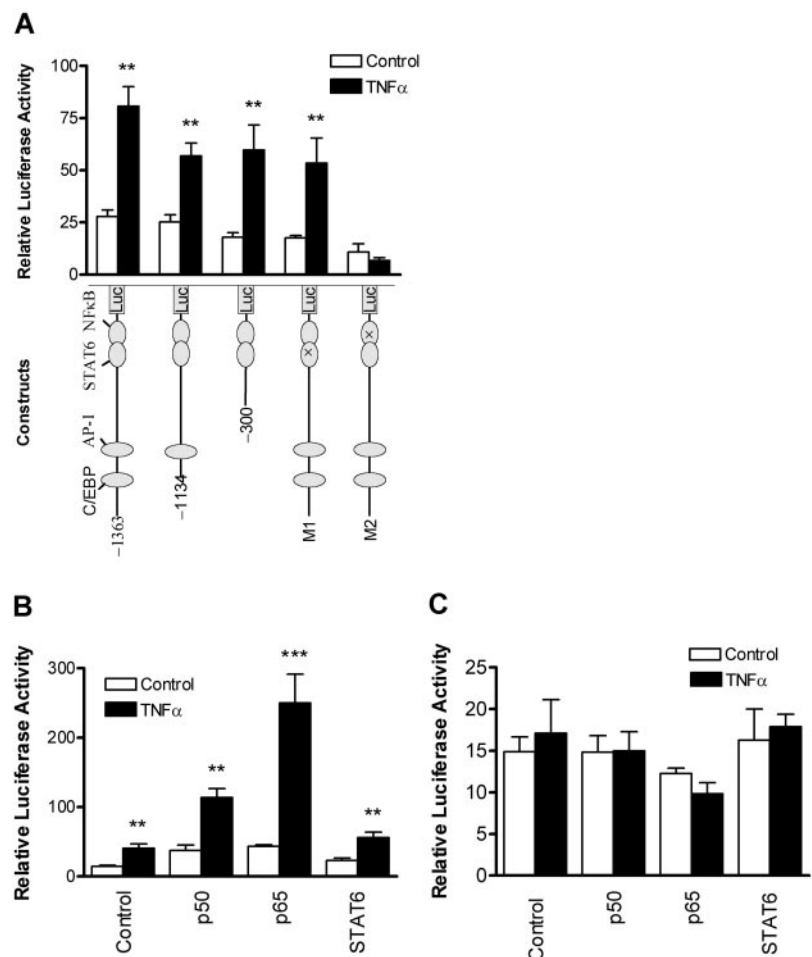 A
Relative Luciferase Activity
100
75
50
25
0
**
**
**
**
Control
TNFα
Constructs
NFκB
STAT6
AP-1
C/EBP
Luc
Luc
Luc
Luc
Luc
×
×
−1363
−1134
−300
M1
M2
B
Relative Luciferase Activity
300
200
100
0
Control
TNFα
**
**
***
**
Control
p50
p65
STAT6
C
Relative Luciferase Activity
25
20
15
10
5
0
Control
TNFα
Control
p50
p65
STAT6